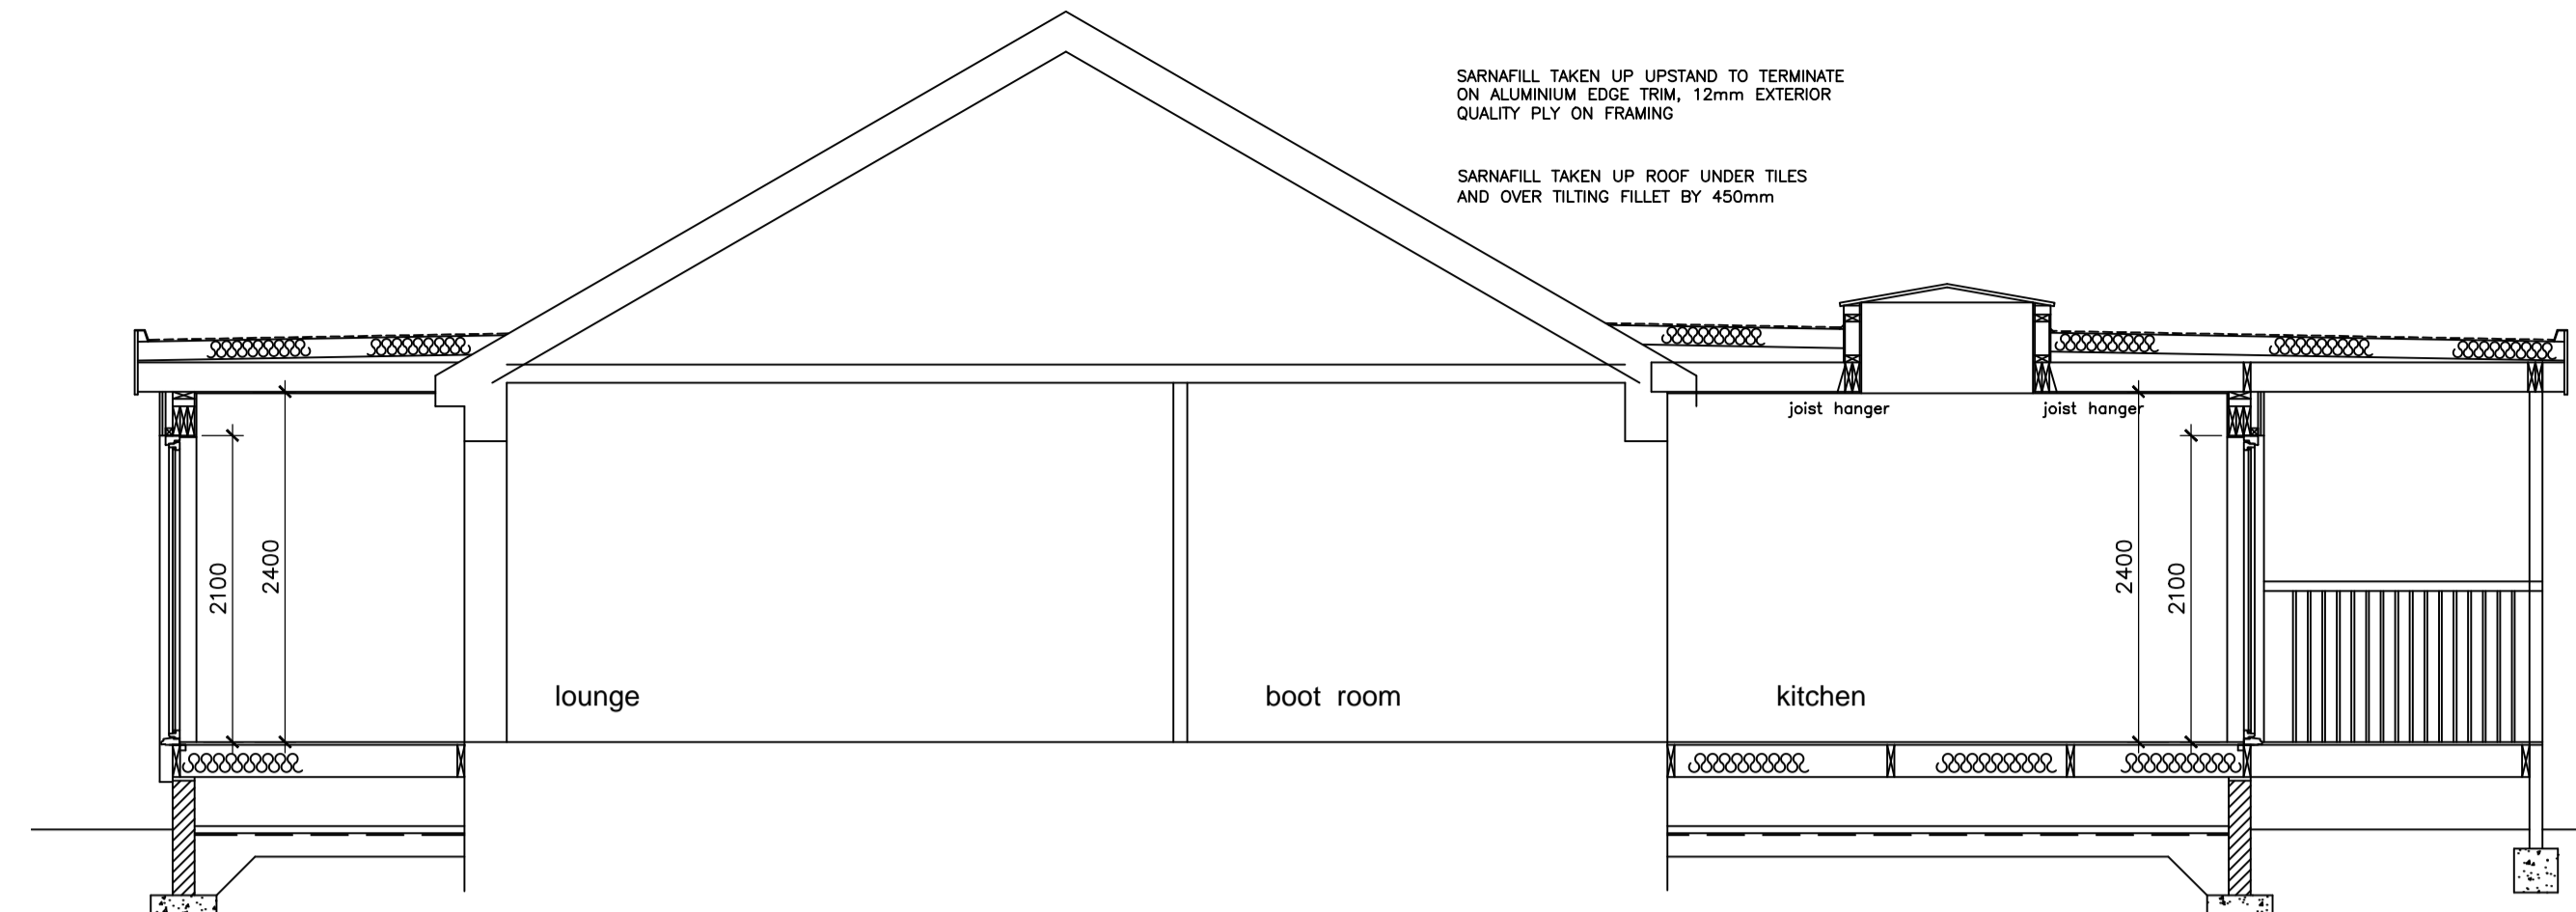 SARNAFILL TAKEN UP UPSTAND TO TERMINATE
ON ALUMINIUM EDGE TRIM, 12mm EXTERIOR
QUALITY PLY ON FRAMING
SARNAFILL TAKEN UP ROOF UNDER TILES
AND OVER TILTING FILLET BY 450mm
joist hanger
joist hanger
2100
2400
2400
2100
lounge
boot room
kitchen